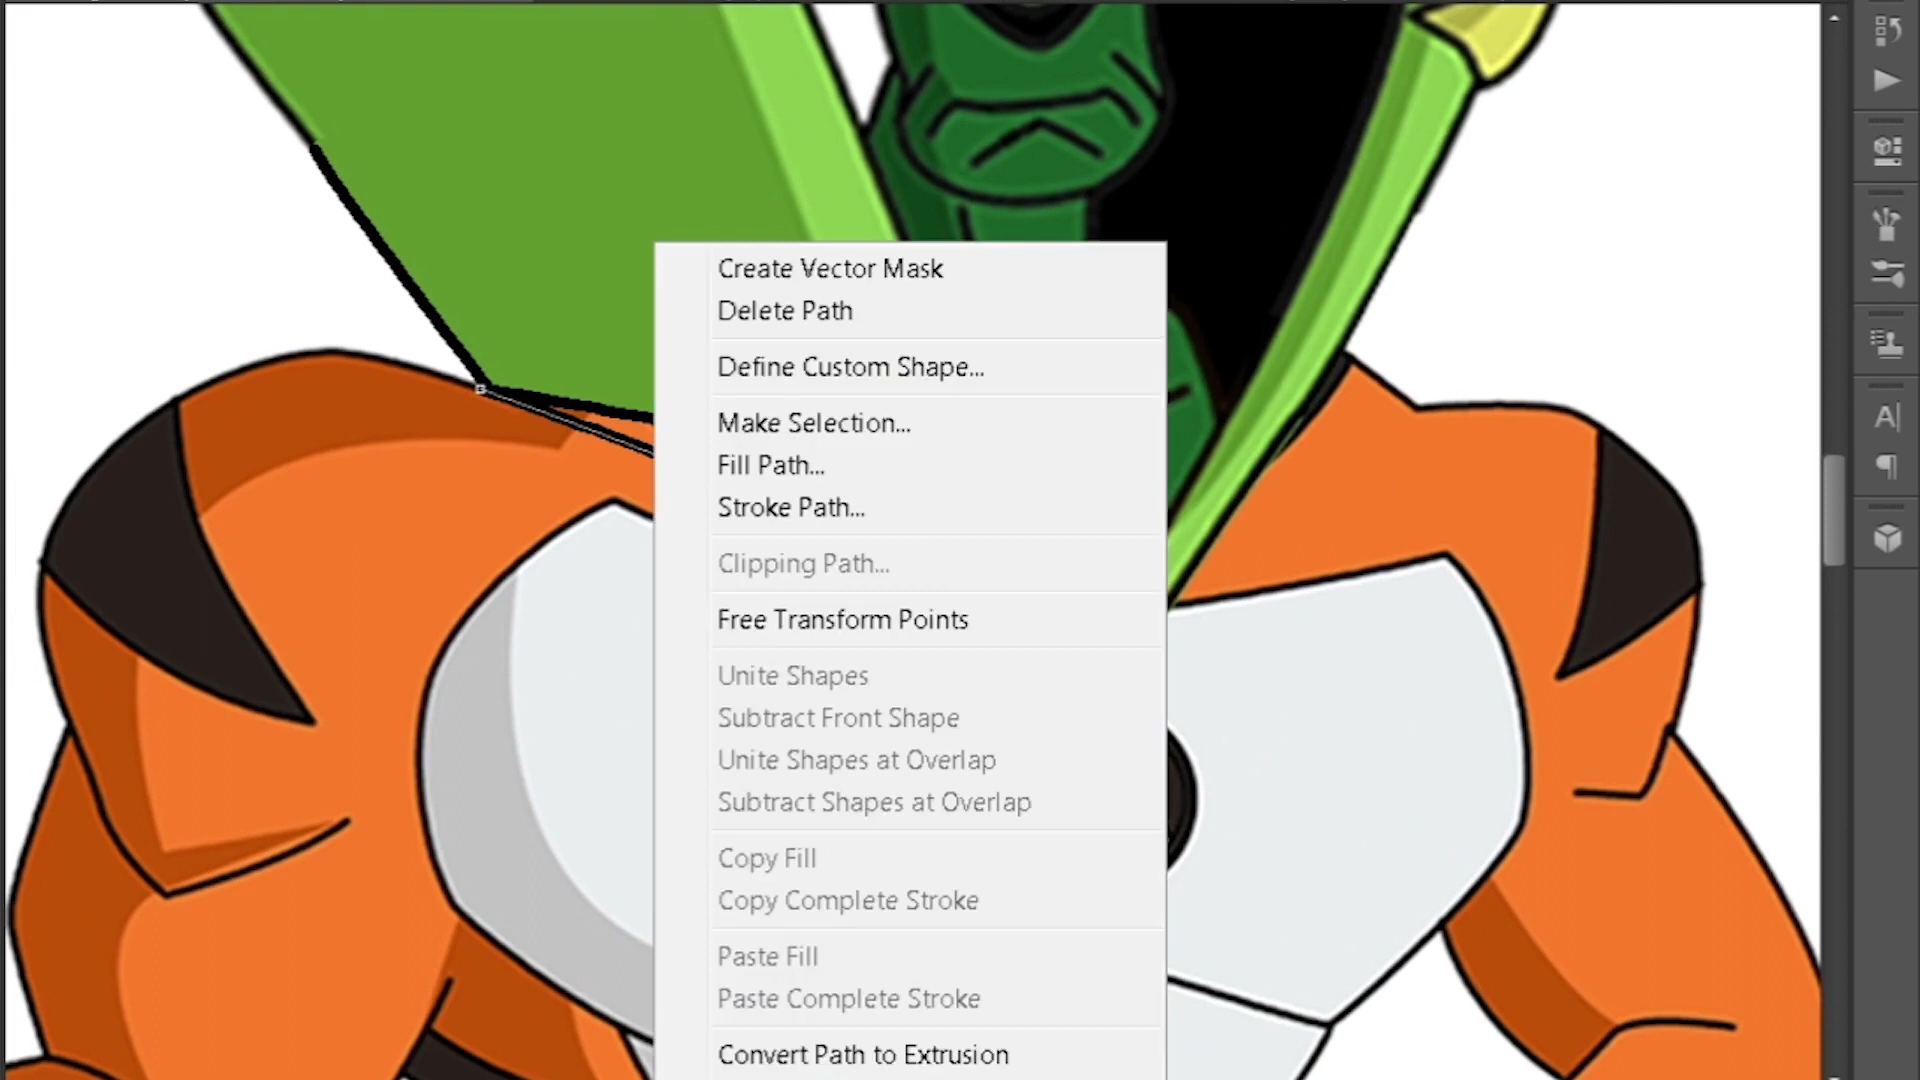 Create Vector Mask
Delete Path
Define Custom Shape...
Make Selection...
Fill Path...
Stroke Path...
Clipping Path...
Free Transform Points
Unite Shapes
Subtract Front Shape
Unite Shapes at Overlap
Subtract Shapes at Overlap
Copy Fill
Copy Complete Stroke
Paste Fill
Paste Complete Stroke
Convert Path to Extrusion